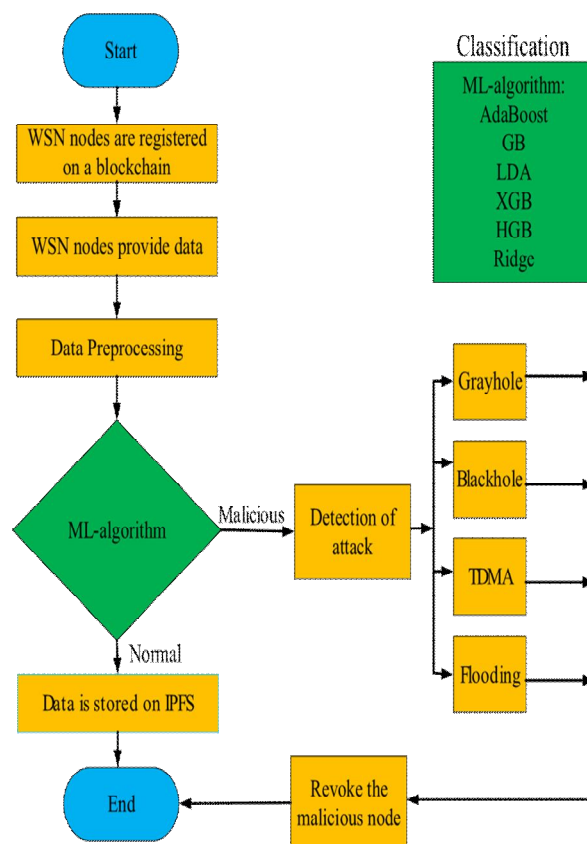 Start
WSN nodes are registered
on a blockchain
WSN nodes provide data
Data Preprocessing
ML-algorithm
Malicious
Normal
Data is stored on IPFS
End
Detection of
attack
Grayhole
Blackhole
TDMA
Flooding
Revoke the
malicious node
Classification
ML-algorithm:
AdaBoost
GB
LDA
XGB
HGB
Ridge